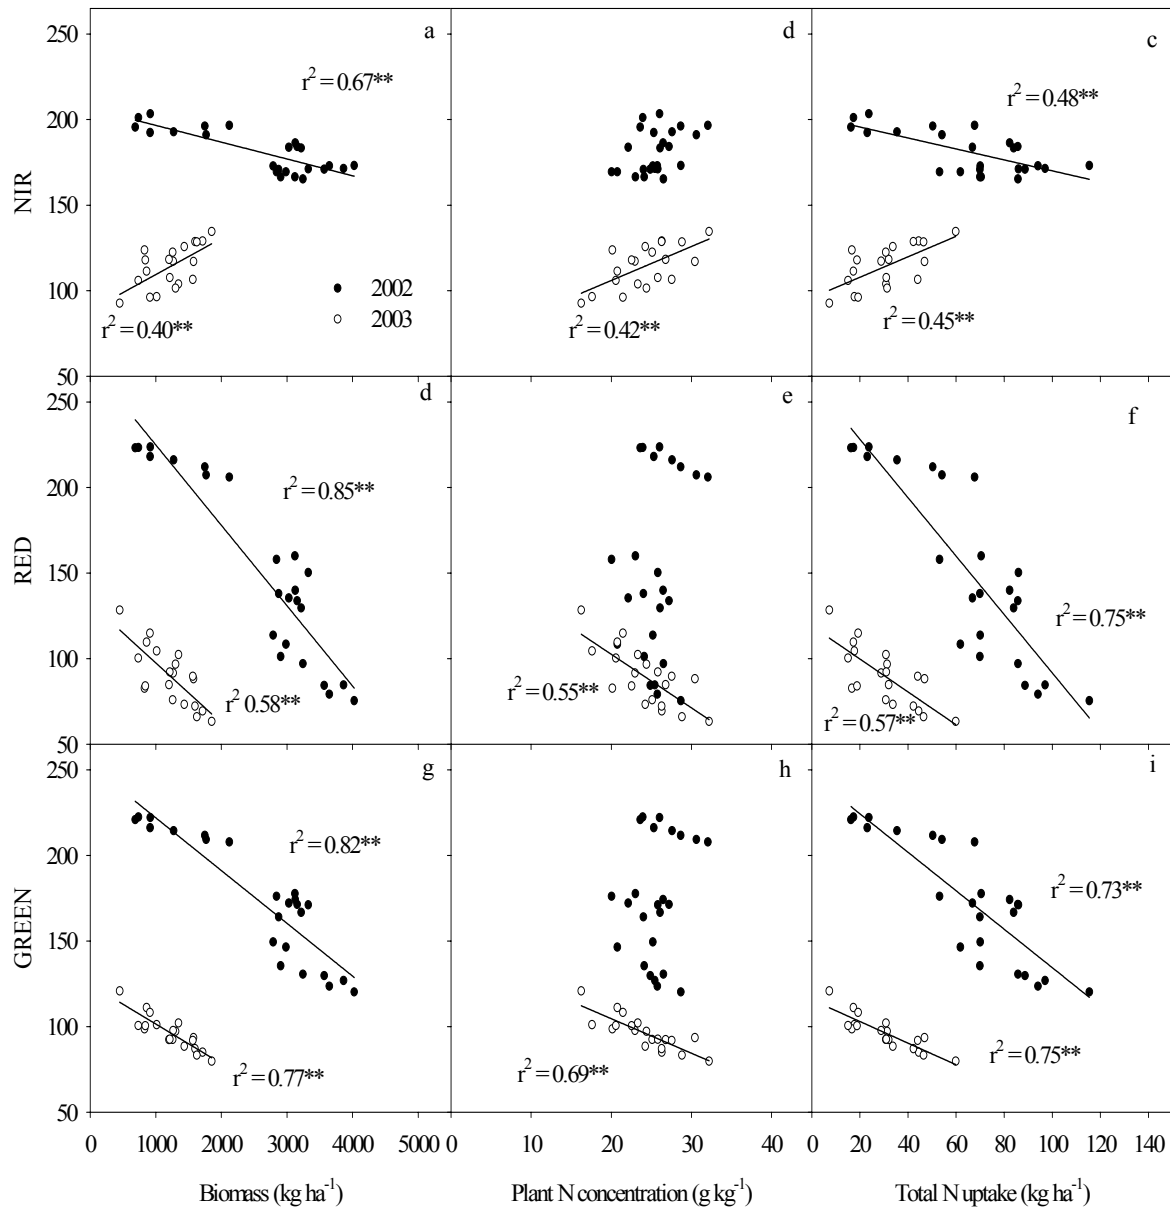 250
200
150
100
50
NIR
a
r² = 0.67**
r² = 0.40**
2002
2003
d
r² = 0.42**
c
r² = 0.48**
r² = 0.45**
250
200
150
100
50
RED
d
r² = 0.85**
r² 0.58**
e
r² = 0.55**
f
r² = 0.75**
r² = 0.57**
250
200
150
100
50
GREEN
g
r² = 0.82**
r² = 0.77**
h
r² = 0.69**
i
r² = 0.73**
r² = 0.75**
0 1000 2000 3000 4000 5000
0 10 20 30 40
0 20 40 60 80 100 120 140
Biomass (kg ha⁻¹)
Plant N concentration (g kg⁻¹)
Total N uptake (kg ha⁻¹)